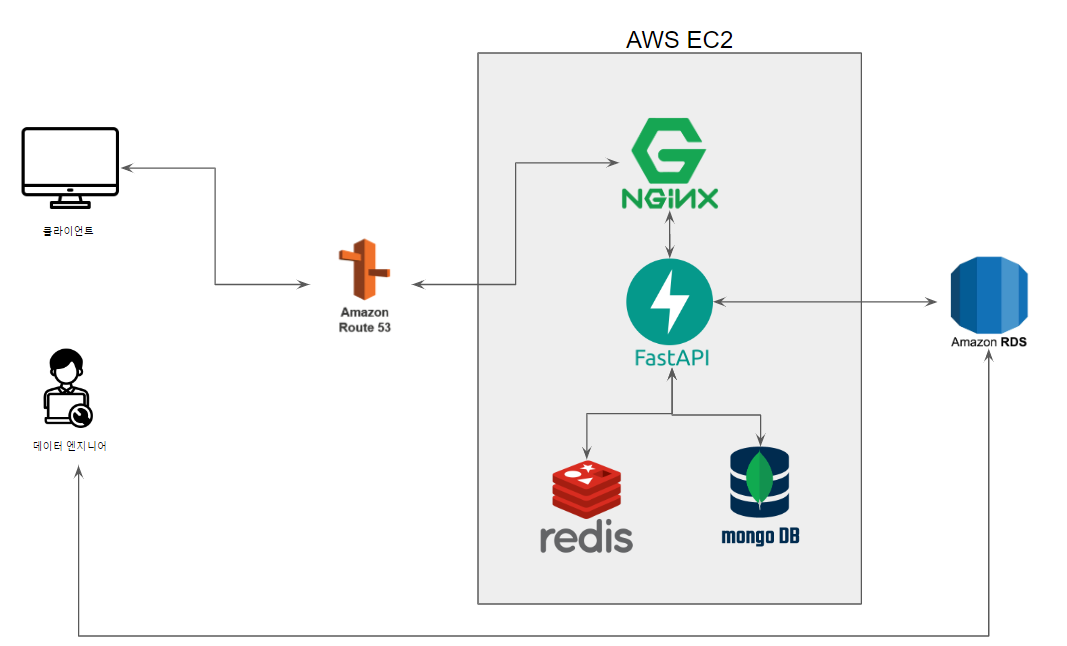 AWS EC2
NGiNX
클라이언트
Amazon
Route 53
FastAPI
Amazon RDS
데이터 엔지니어
redis
mongo DB